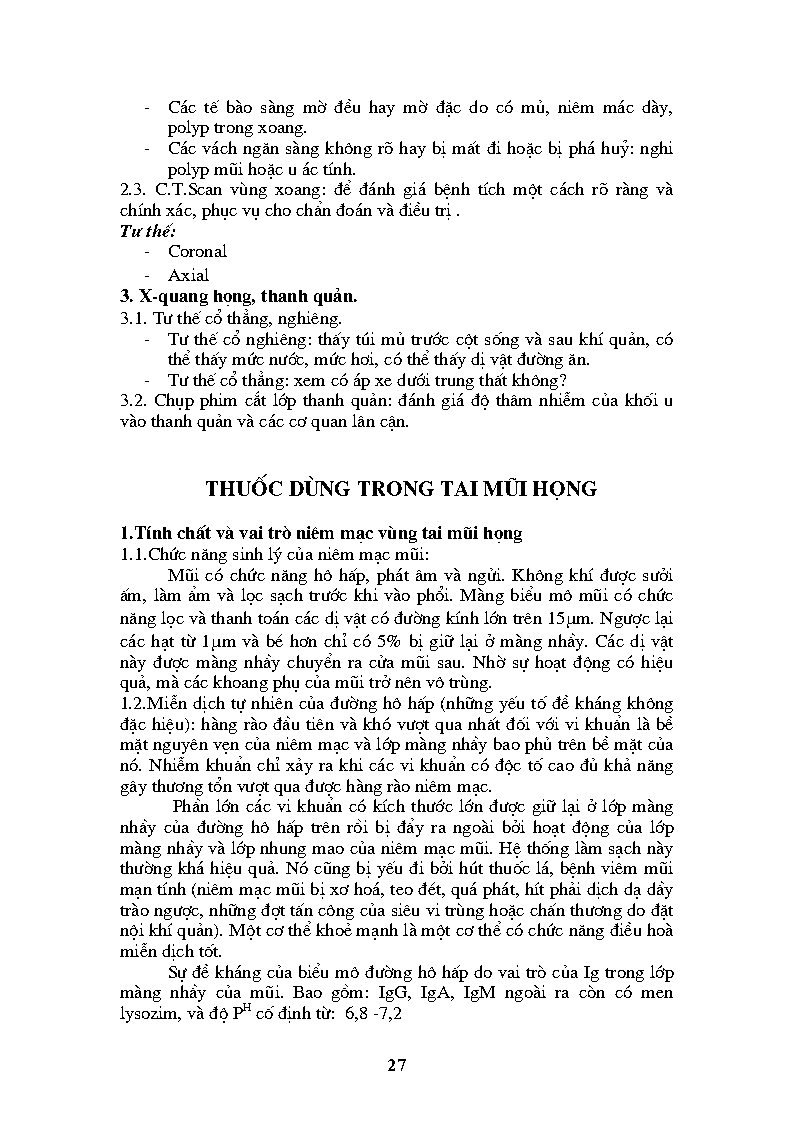 - Các tế bào sàng mờ đều hay mờ đặc do có mủ, niêm mác dày,
polyp trong xoang.
- Các vách ngăn sàng không rõ hay bị mất đi hoặc bị phá huỷ: nghi
polyp mũi hoặc u ác tính.
2.3. C.T.Scan vùng xoang: để đánh giá bệnh tích một cách rõ ràng và
chính xác, phục vụ cho chẩn đoán và điều trị .
Tư thế:
- Coronal
- Axial
3. X-quang họng, thanh quản.
3.1. Tư thế cổ thẳng, nghiêng.
- Tư thế cổ nghiêng: thấy túi mủ trước cột sống và sau khí quản, có
thể thấy mức nước, mức hơi, có thể thấy dị vật đường ăn.
- Tư thế cổ thẳng: xem có áp xe dưới trung thất không?
3.2. Chụp phim cắt lớp thanh quản: đánh giá độ thâm nhiễm của khối u
vào thanh quản và các cơ quan lân cận.
THUỐC DÙNG TRONG TAI MŨI HỌNG
1.Tính chất và vai trò niêm mạc vùng tai mũi họng
1.1.Chức năng sinh lý của niêm mạc mũi:
Mũi có chức năng hô hấp, phát âm và ngửi. Không khí được sưởi
ấm, làm ẩm và lọc sạch trước khi vào phổi. Màng biểu mô mũi có chức
năng lọc và thanh toán các dị vật có đường kính lớn trên 15µm. Ngược lại
các hạt từ 1µm và bé hơn chỉ có 5% bị giữ lại ở màng nhầy. Các dị vật
này được màng nhầy chuyển ra cửa mũi sau. Nhờ sự hoạt động có hiệu
quả, mà các khoang phụ của mũi trở nên vô trùng.
1.2.Miễn dịch tự nhiên của đường hô hấp (những yếu tố đề kháng không
đặc hiệu): hàng rào đầu tiên và khó vượt qua nhất đối với vi khuẩn là bề
mặt nguyên vẹn của niêm mạc và lớp màng nhầy bao phủ trên bề mặt của
nó. Nhiễm khuẩn chỉ xảy ra khi các vi khuẩn có độc tố cao đủ khả năng
gây thương tổn vượt qua được hàng rào niêm mạc.
Phần lớn các vi khuẩn có kích thước lớn được giữ lại ở lớp màng
nhầy của đường hô hấp trên rồi bị đẩy ra ngoài bởi hoạt động của lớp
màng nhầy và lớp nhung mao của niêm mạc mũi. Hệ thống làm sạch này
thường khá hiệu quả. Nó cũng bị yếu đi bởi hút thuốc lá, bệnh viêm mũi
mạn tính (niêm mạc mũi bị xơ hoá, teo đét, quá phát, hít phải dịch dạ dầy
trào ngược, những đợt tấn công của siêu vi trùng hoặc chấn thương do đặt
nội khí quản). Một cơ thể khoẻ mạnh là một cơ thể có chức năng điều hoà
miễn dịch tốt.
Sự đề kháng của biểu mô đường hô hấp do vai trò của Ig trong lớp
màng nhầy của mũi. Bao gồm: IgG, IgA, IgM ngoài ra còn có men
lysozim, và độ P<sup>H</sup> cố định từ: 6,8 -7,2
27